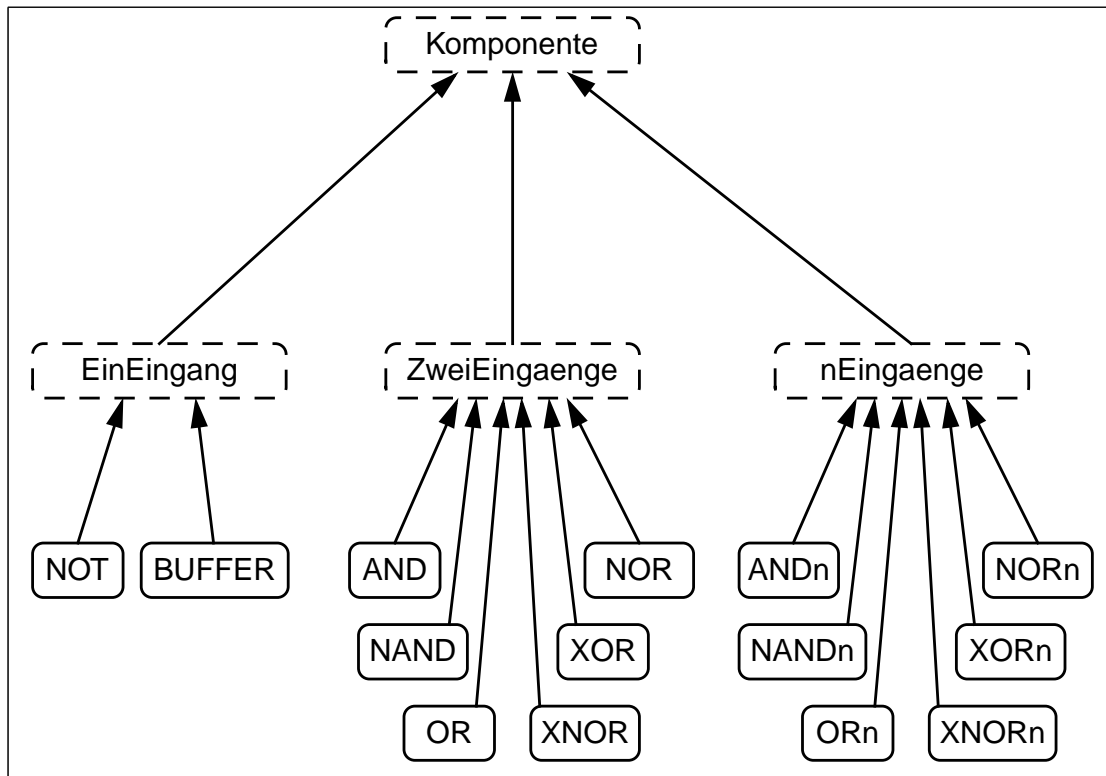 Komponente
EinEingang ZweiEingaenge nEingaenge
NOT BUFFER AND NOR ANDn NORn
NAND XOR NANDn XORn
OR XNOR ORn XNORn